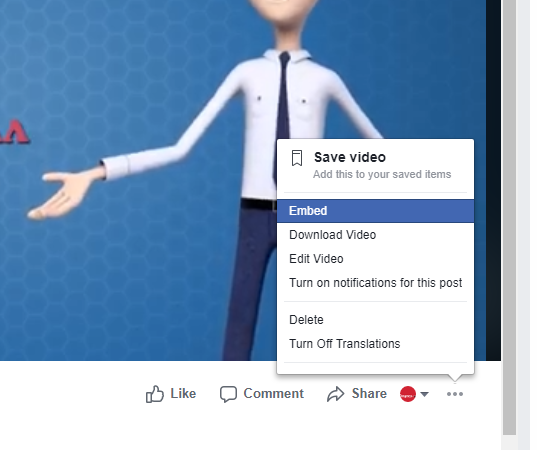 Save video
Add this to your saved items
Embed
Download Video
Edit Video
Turn on notifications for this post
Delete
Turn Off Translations
Like Comment Share